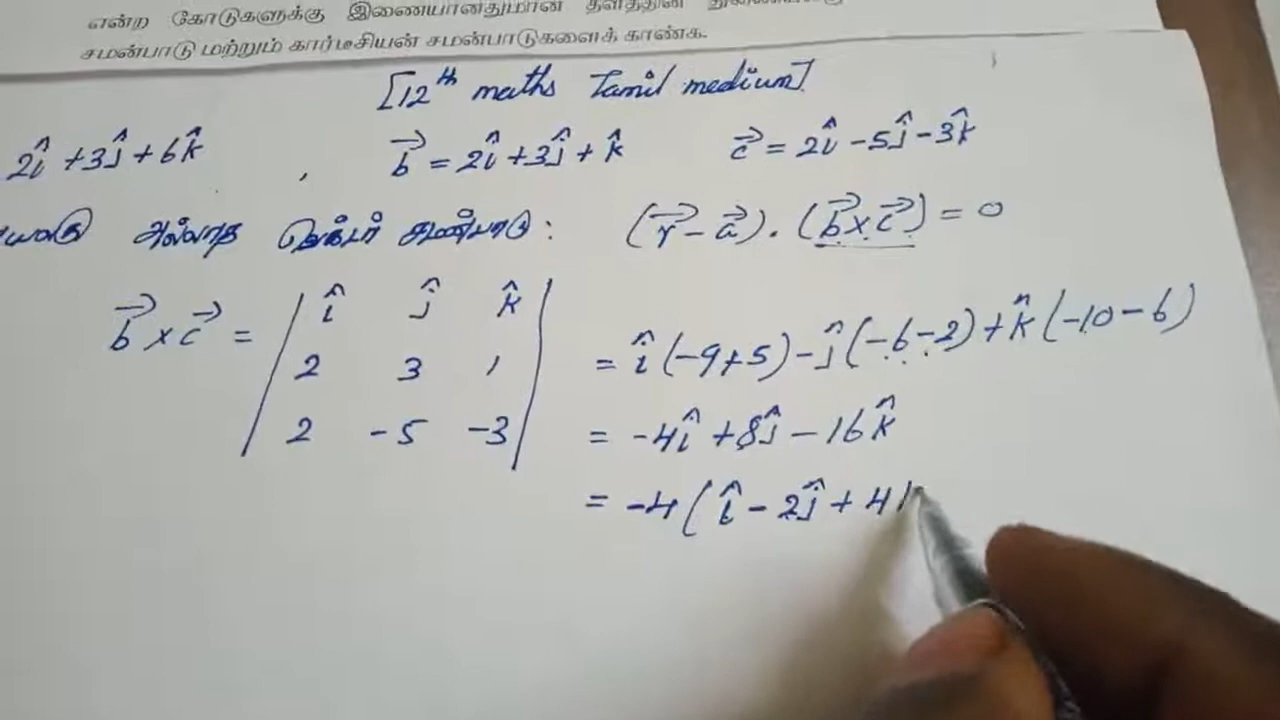 என்ற கோடுகளுக்கு இணையானதுமான தளத்தின்
சமன்பாடு மற்றும் கார்டீசியன் சமன்பாடுகளைக் காண்க.
[12th maths Tamil medium]
2î + 3ĵ + 6k̂ , b⃗ = 2î + 3ĵ + k̂ c⃗ = 2î - 5ĵ - 3k̂
அல்லாத வெக்டர் சமன்பாடு : (r⃗ - a⃗) . (b⃗ x c⃗) = 0
b⃗ x c⃗ = | î ĵ k̂ | = î (-9+5) - ĵ (-6-2) + k̂ (-10-6)
2 3 1
2 -5 -3 = -4î + 8ĵ - 16k̂
= -4 ( î - 2ĵ + 4